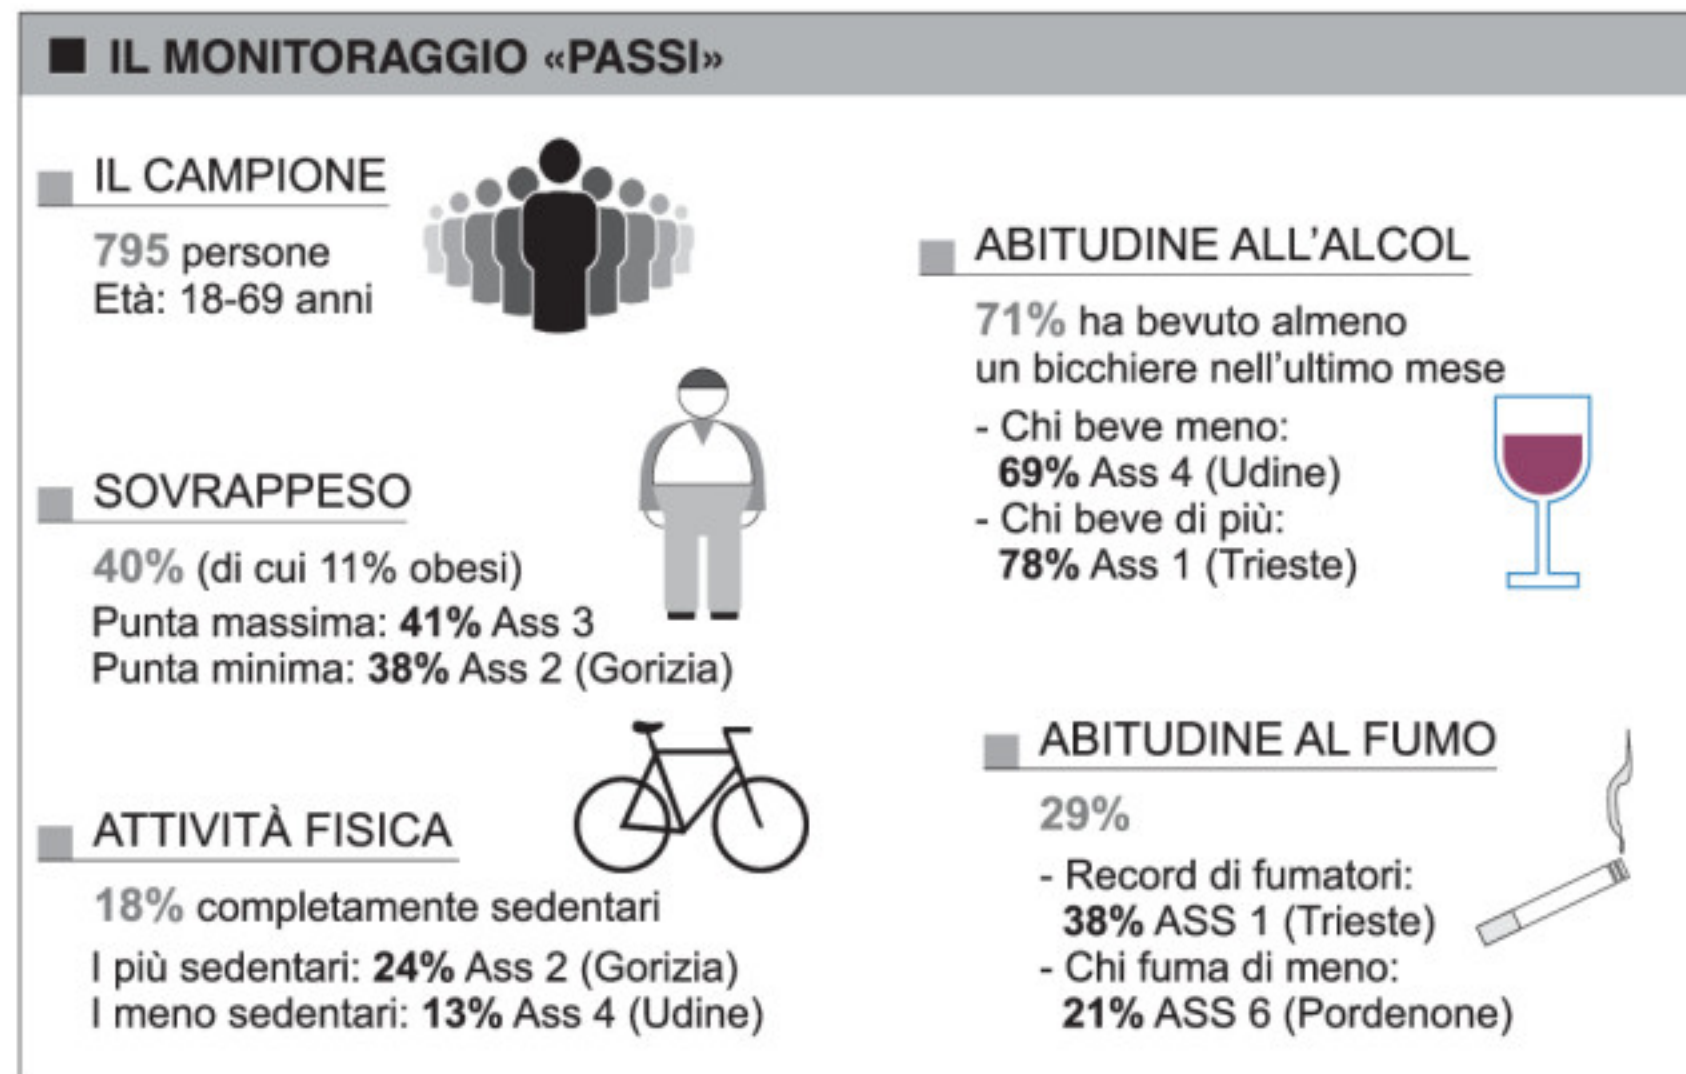 IL MONITORAGGIO «PASSI»
IL CAMPIONE
795 persone
Età: 18-69 anni
SOVRAPPESO
40% (di cui 11% obesi)
Punta massima: 41% Ass 3
Punta minima: 38% Ass 2 (Gorizia)
ATTIVITÀ FISICA
18% completamente sedentari
I più sedentari: 24% Ass 2 (Gorizia)
I meno sedentari: 13% Ass 4 (Udine)
ABITUDINE ALL'ALCOL
71% ha bevuto almeno
un bicchiere nell'ultimo mese
- Chi beve meno:
69% Ass 4 (Udine)
- Chi beve di più:
78% Ass 1 (Trieste)
ABITUDINE AL FUMO
29%
- Record di fumatori:
38% ASS 1 (Trieste)
- Chi fuma di meno:
21% ASS 6 (Pordenone)